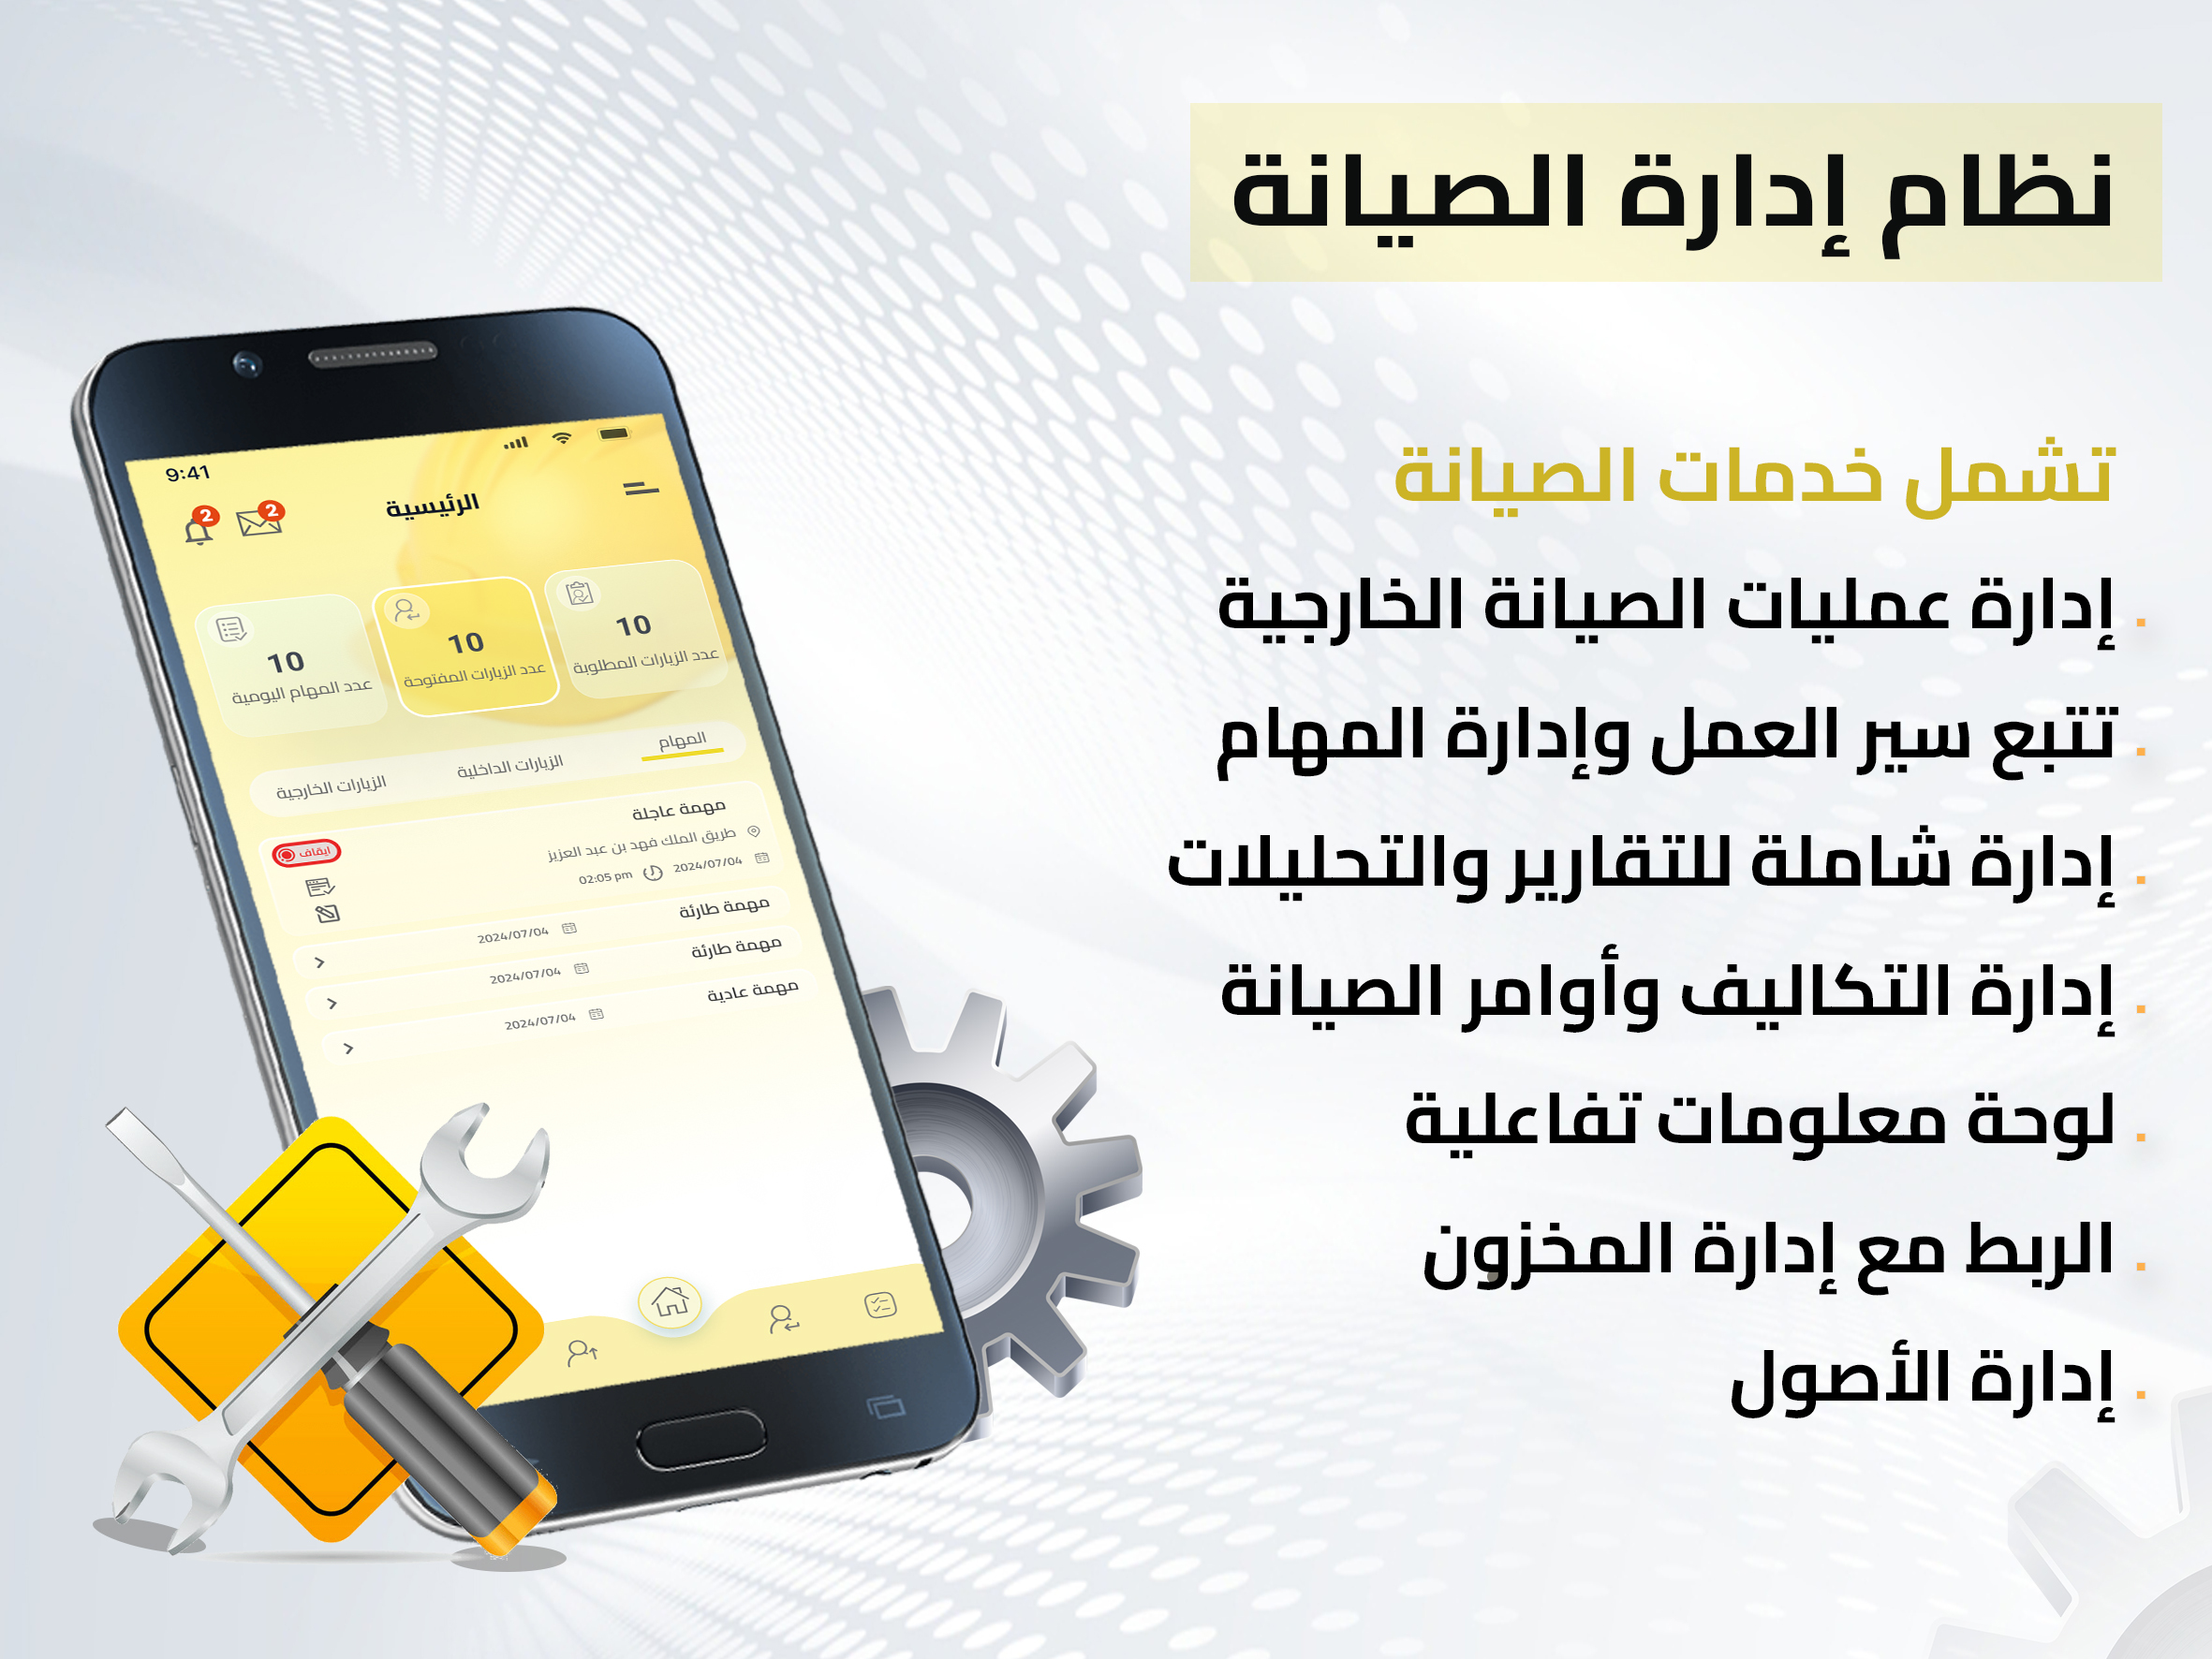 نظام إدارة الصيانة
تشمل خدمات الصيانة
. إدارة عمليات الصيانة الخارجية
. تتبع سير العمل وإدارة المهام
. إدارة شاملة للتقارير والتحليلات
. إدارة التكاليف وأوامر الصيانة
. لوحة معلومات تفاعلية
. الربط مع إدارة المخزون
. إدارة الأصول
9:41
الرئيسية
2 2
10 10 10
عدد الزيارات المطلوبة عدد الزيارات المفتوحة عدد المهام اليومية
المهام الزيارات الداخلية الزيارات الخارجية
مهمة عاجلة
ايقاف
طريق الملك فهد بن عبد العزيز
2024/07/04 02:05 pm
مهمة طارئة 2024/07/04
مهمة طارئة 2024/07/04
مهمة عادية 2024/07/04